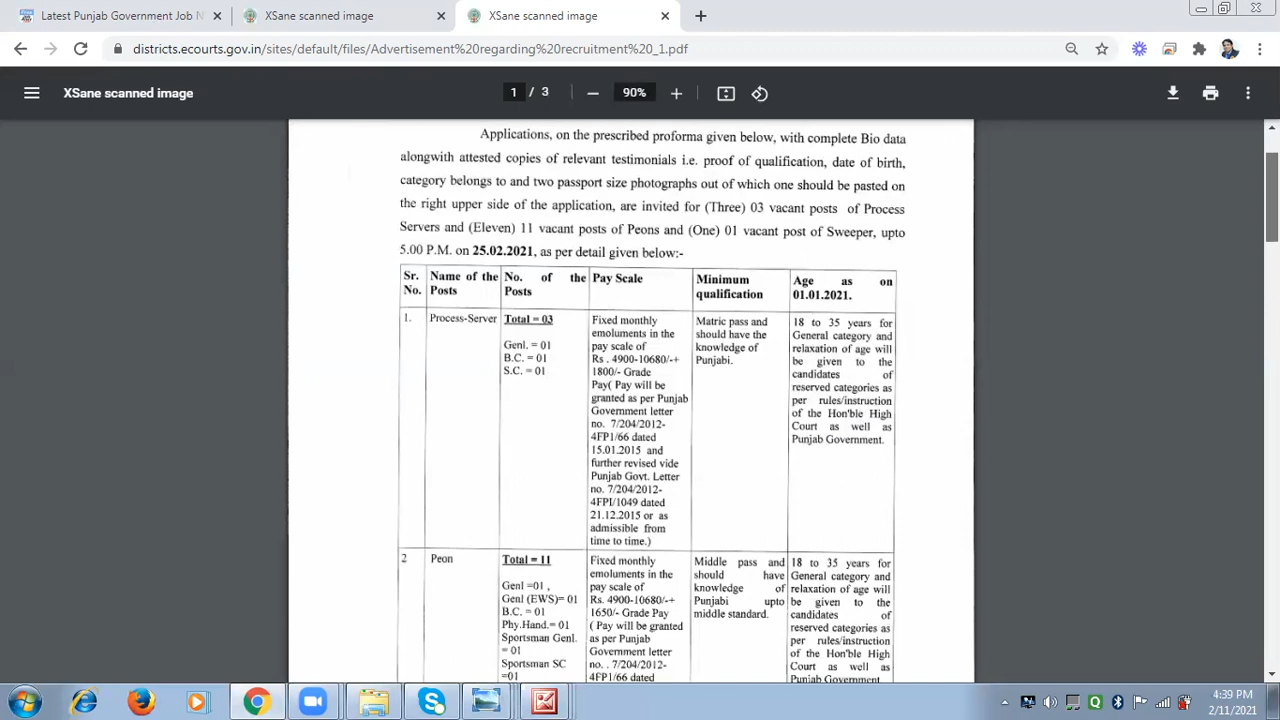 Latest Punjab Government Job N
XSane scanned image
XSane scanned image
districts.ecourts.gov.in/sites/default/files/Advertisement%20regarding%20recruitment%20_1.pdf
XSane scanned image
1 / 3
90%
Applications, on the prescribed proforma given below, with complete Bio data
alongwith attested copies of relevant testimonials i.e. proof of qualification, date of birth,
category belongs to and two passport size photographs out of which one should be pasted on
the right upper side of the application, are invited for (Three) 03 vacant posts of Process
Servers and (Eleven) 11 vacant posts of Peons and (One) 01 vacant post of Sweeper, upto
5.00 P.M. on 25.02.2021, as per detail given below:-
Sr. No.
Name of the Posts
No. of the Posts
Pay Scale
Minimum qualification
Age as on 01.01.2021.
1.
Process-Server
Total = 03
Genl. = 01
B.C. = 01
S.C. = 01
Fixed monthly
emoluments in the
pay scale of
Rs . 4900-10680/-+
1800/- Grade
Pay( Pay will be
granted as per Punjab
Government letter
no. 7/204/2012-
4FP1/66 dated
15.01.2015 and
further revised vide
Punjab Govt. Letter
no. 7/204/2012-
4FPI/1049 dated
21.12.2015 or as
admissible from
time to time.)
Matric pass and
should have the
knowledge of
Punjabi.
18 to 35 years for
General category and
relaxation of age will
be given to the
candidates of
reserved categories as
per rules/instruction
of the Hon'ble High
Court as well as
Punjab Government.
2
Peon
Total = 11
Genl =01 ,
Genl (EWS)= 01
B.C. = 01
Phy.Hand.= 01
Sportsman Genl.
= 01
Sportsman SC
=01
Fixed monthly
emoluments in the
pay scale of
Rs. 4900-10680/-+
1650/- Grade Pay
( Pay will be granted
as per Punjab
Government letter
no. . 7/204/2012-
4FP1/66 dated
Middle pass and
should have
knowledge of
Punjabi upto
middle standard.
18 to 35 years for
General category and
relaxation of age will
be given to the
candidates of
reserved categories as
per rules/instruction
of the Hon'ble High
Court as well as
Punjab Government.
4:39 PM
2/11/2021